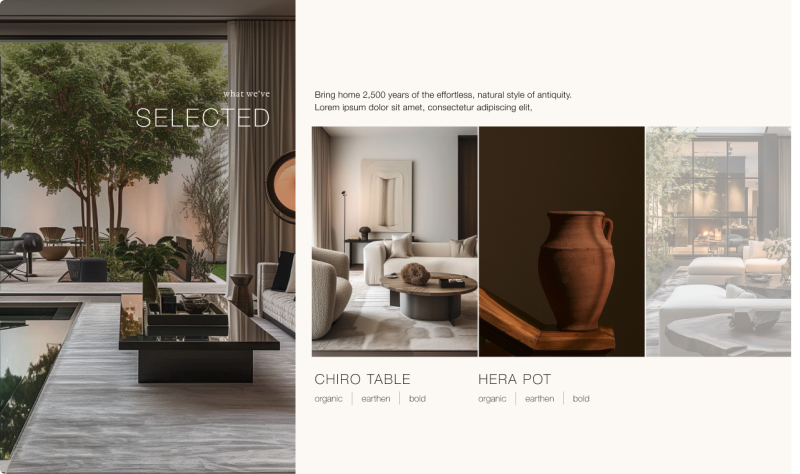 what we've
SELECTED
Bring home 2,500 years of the effortless, natural style of antiquity.
Lorem ipsum dolor sit amet, consectetur adipiscing elit,
CHIRO TABLE
organic | earthen | bold
HERA POT
organic | earthen | bold